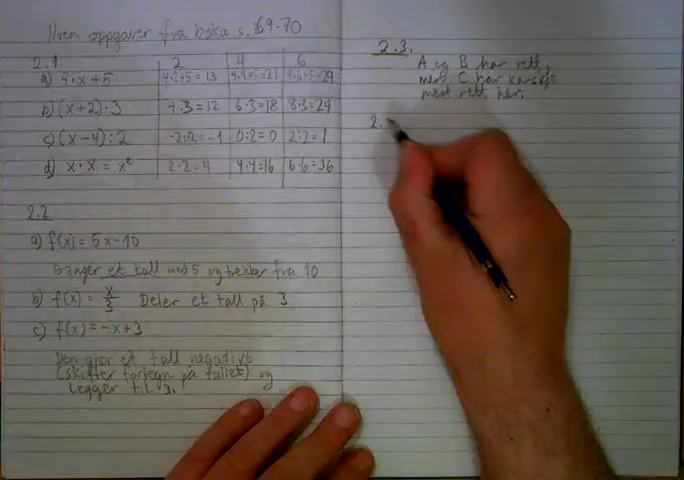 Noen oppgaver fra boka s. 69-70
2.1 2 4 6
a) 4·x+5 4·2+5=13 4·4+5=21 4·6+5=29
b) (x+2)·3 4·3=12 6·3=18 8·3=24
c) (x-4):2 -2:2=-1 0:2=0 2:2=1
d) x·x=x² 2·2=4 4·4=16 6·6=36
2.2
a) f(x)=5x-10
Ganger et tall med 5 og trekker fra 10
b) f(x)=x/3 Deler et tall på 3
c) f(x)=-x+3
Den gjør et tall negativt
(skifter fortegn på tallet) og
legger til 3.
2.3.
A og B har rett,
mens C har kanskje
mest rett her.
2.